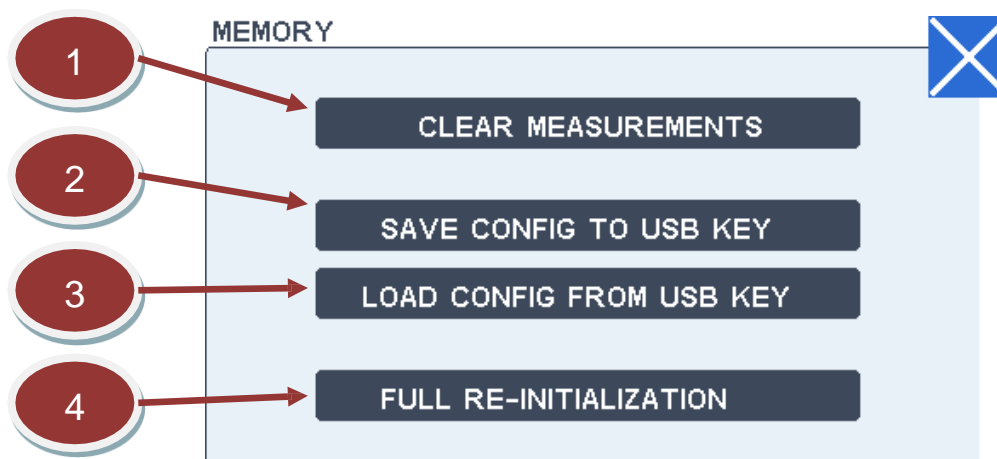 MEMORY
1
CLEAR MEASUREMENTS
2
SAVE CONFIG TO USB KEY
3
LOAD CONFIG FROM USB KEY
4
FULL RE-INITIALIZATION